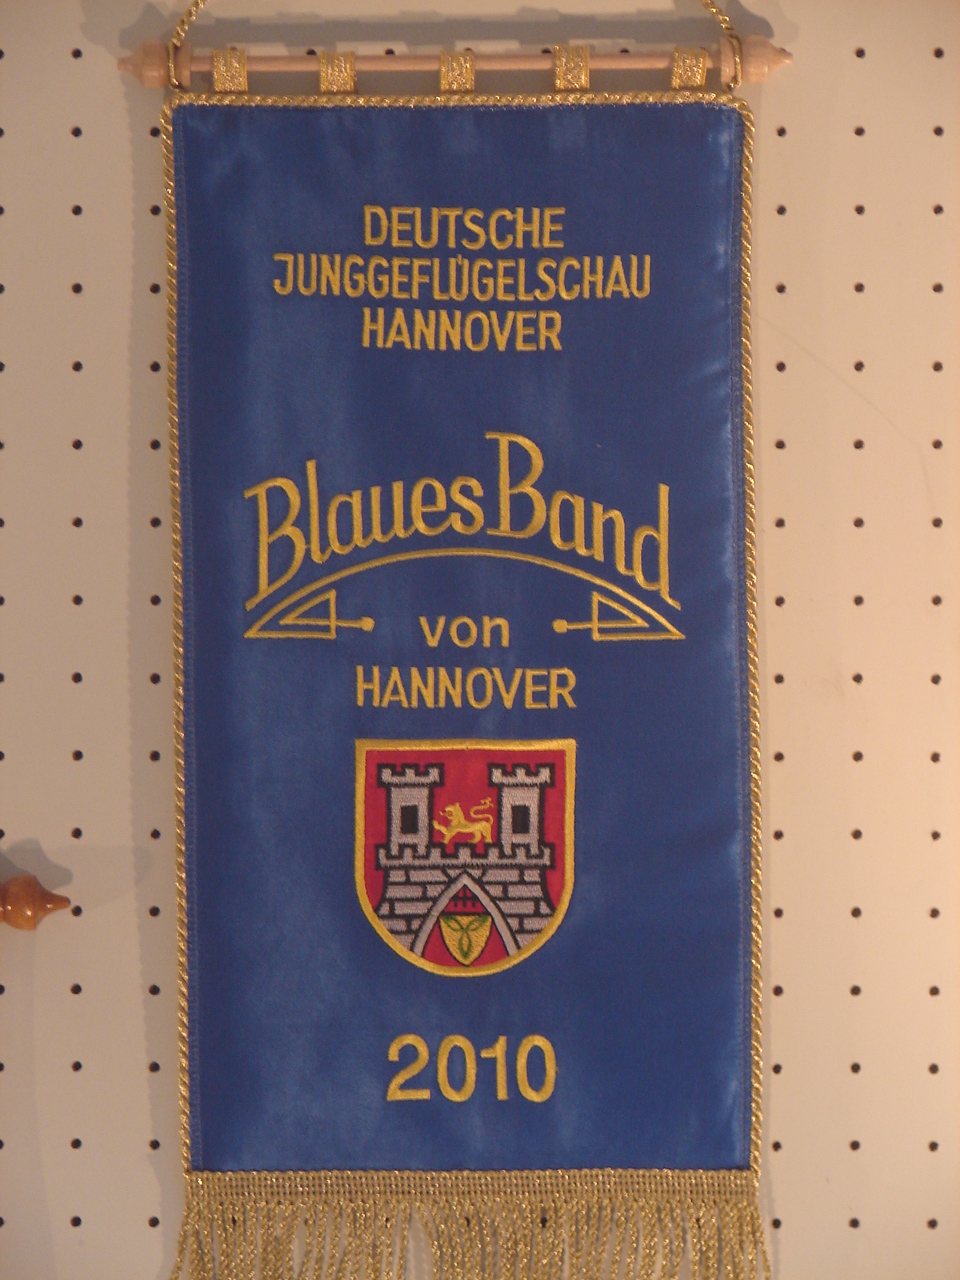 DEUTSCHE
JUNGGEFLÜGELSCHAU
HANNOVER
Blaues Band
von
HANNOVER
2010